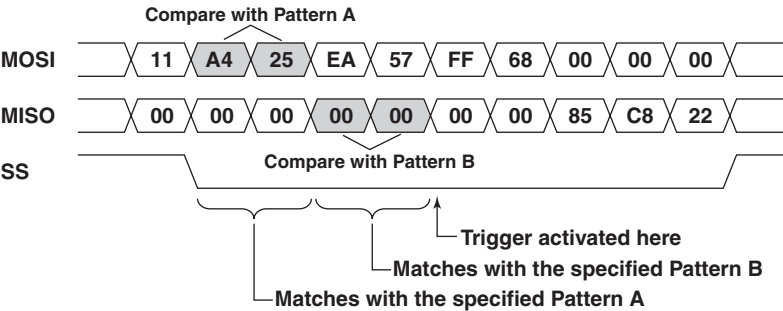 Compare with Pattern A
MOSI 11 A4 25 EA 57 FF 68 00 00 00
MISO 00 00 00 00 00 00 00 85 C8 22
Compare with Pattern B
SS
Trigger activated here
Matches with the specified Pattern B
Matches with the specified Pattern A